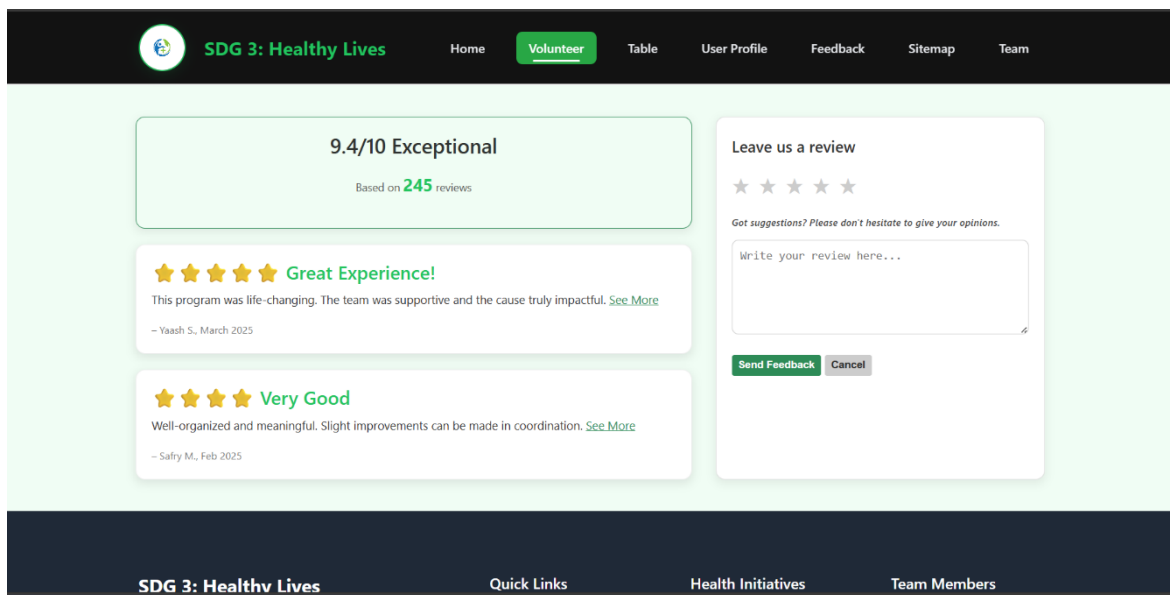 SDG 3: Healthy Lives
Home
Volunteer
Table
User Profile
Feedback
Sitemap
Team
9.4/10 Exceptional
Based on 245 reviews
Great Experience!
This program was life-changing. The team was supportive and the cause truly impactful. See More
– Yaash S., March 2025
Very Good
Well-organized and meaningful. Slight improvements can be made in coordination. See More
– Safry M., Feb 2025
Leave us a review
Got suggestions? Please don't hesitate to give your opinions.
Write your review here...
Send Feedback
Cancel
SDG 3: Healthy Lives
Quick Links
Health Initiatives
Team Members